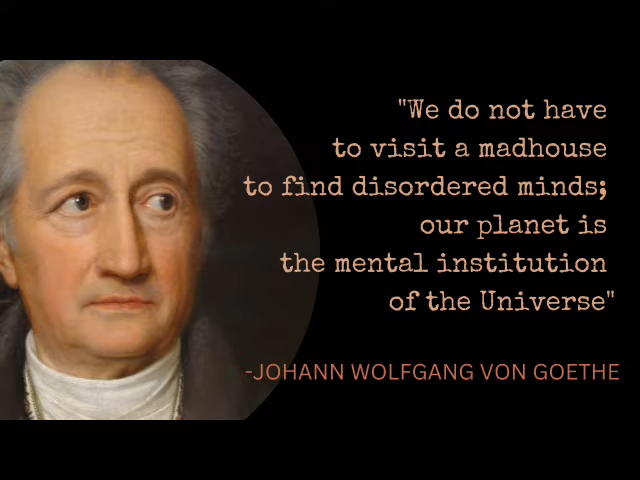 "We do not have
to visit a madhouse
to find disordered minds;
our planet is
the mental institution
of the Universe"
-JOHANN WOLFGANG VON GOETHE